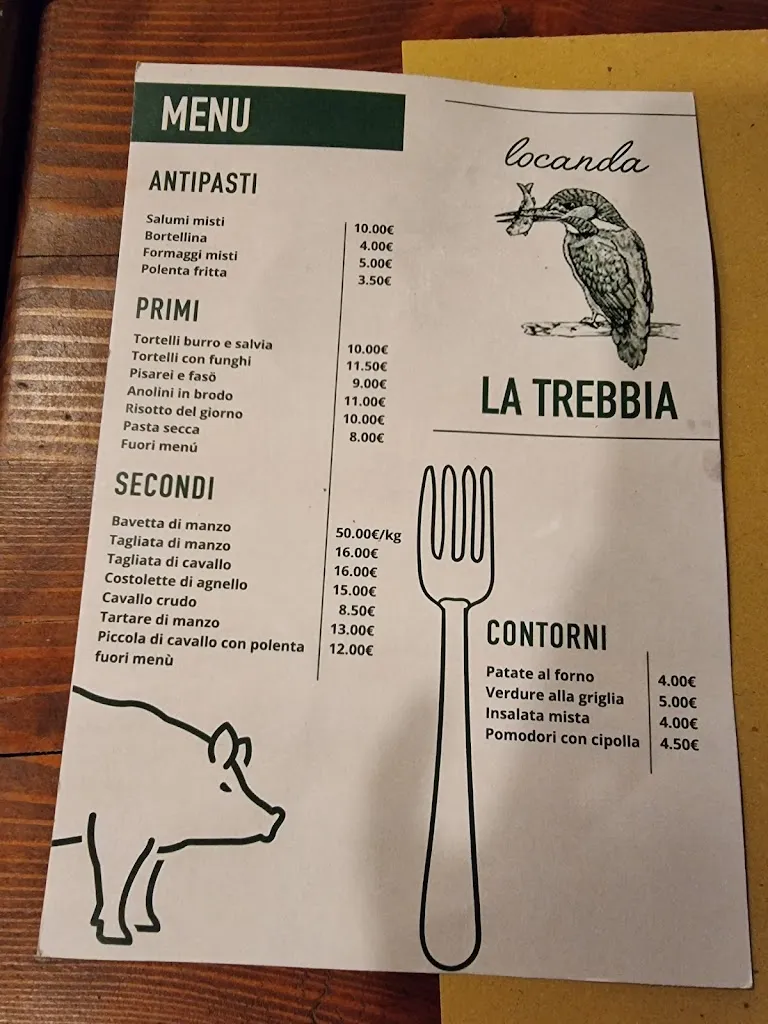 MENU
ANTIPASTI
Salumi misti 10.00€
Bortellina 4.00€
Formaggi misti 5.00€
Polenta fritta 3.50€
PRIMI
Tortelli burro e salvia 10.00€
Tortelli con funghi 11.50€
Pisarei e fasö 9.00€
Anolini in brodo 11.00€
Risotto del giorno 10.00€
Pasta secca 8.00€
Fuori menú
SECONDI
Bavetta di manzo 50.00€/kg
Tagliata di manzo 16.00€
Tagliata di cavallo 16.00€
Costolette di agnello 15.00€
Cavallo crudo 8.50€
Tartare di manzo 13.00€
Piccola di cavallo con polenta 12.00€
fuori menù
locanda
LA TREBBIA
CONTORNI
Patate al forno 4.00€
Verdure alla griglia 5.00€
Insalata mista 4.00€
Pomodori con cipolla 4.50€